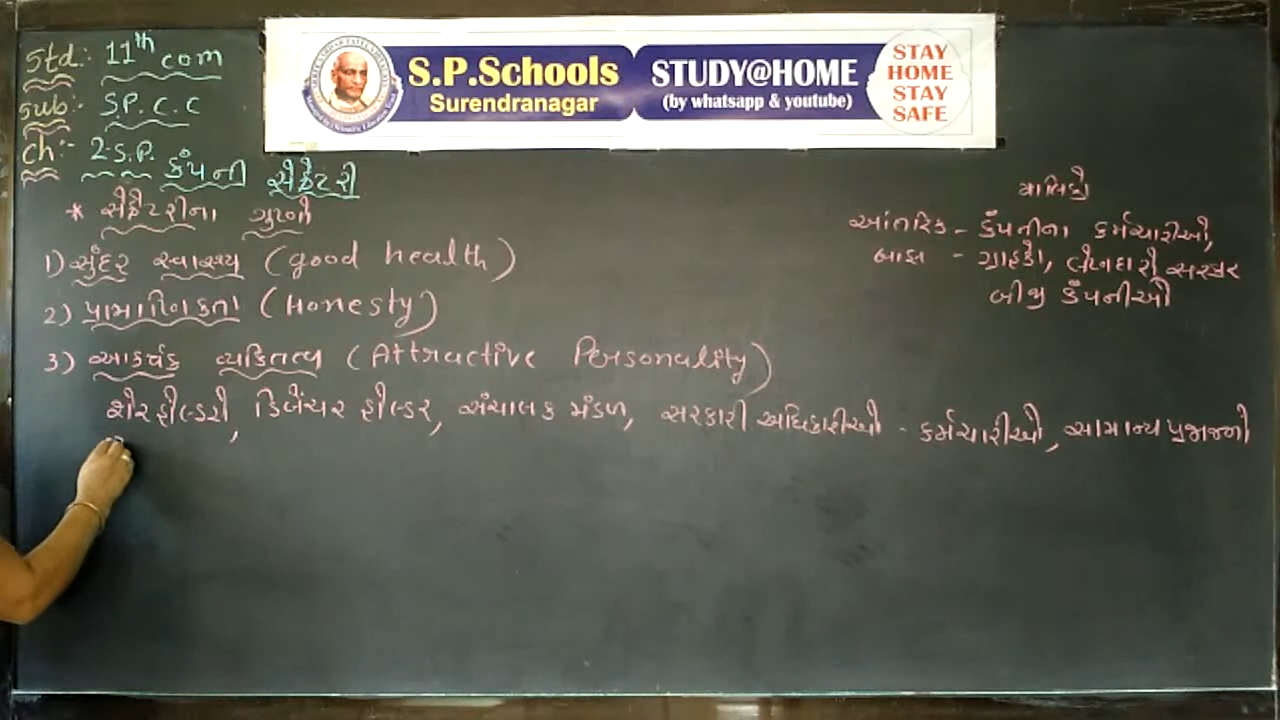 S.P.Schools
Surendranagar
STUDY@HOME
(by whatsapp & youtube)
STAY
HOME
STAY
SAFE
Std:- 11th com
sub:- S.P.C.C
ch:- 2 S.P. કંપની સેક્રેટરી
* સેક્રેટરીના ગુણો
1) સુંદર સ્વાસ્થ્ય (good health)
2) પ્રામાણિકતા (Honesty)
3) આકર્ષક વ્યકિતત્વ (Attractive Personality)
શેરહોલ્ડરો, ડિબેંચર હોલ્ડર, સંચાલક મંડળ, સરકારી અધિકારીઓ - કર્મચારીઓ, સામાન્ય પ્રજાજનો
માલિકો
આંતરિક - કંપનીના કર્મચારીઓ,
બાહ્ય - ગ્રાહકો, લેણદારો સરકાર
બીજી કંપનીઓ